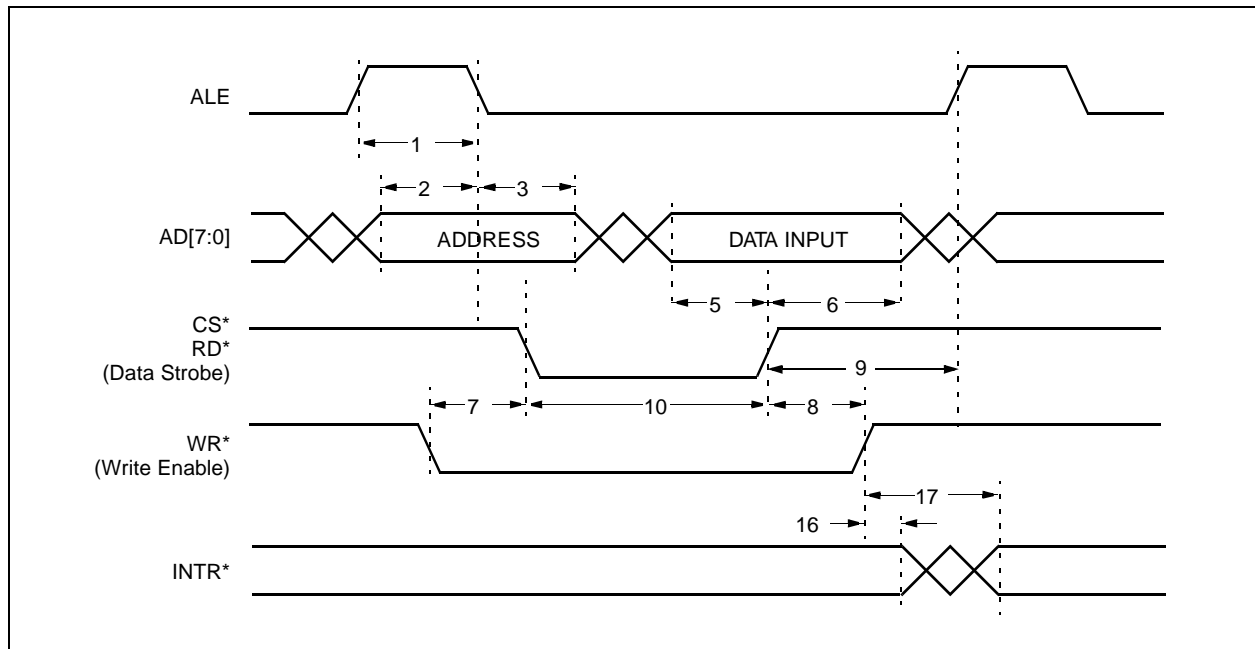 ALE
1
2
3
AD[7:0]
ADDRESS
DATA INPUT
5
6
CS*
RD*
(Data Strobe)
9
7
10
8
WR*
(Write Enable)
17
16
INTR*